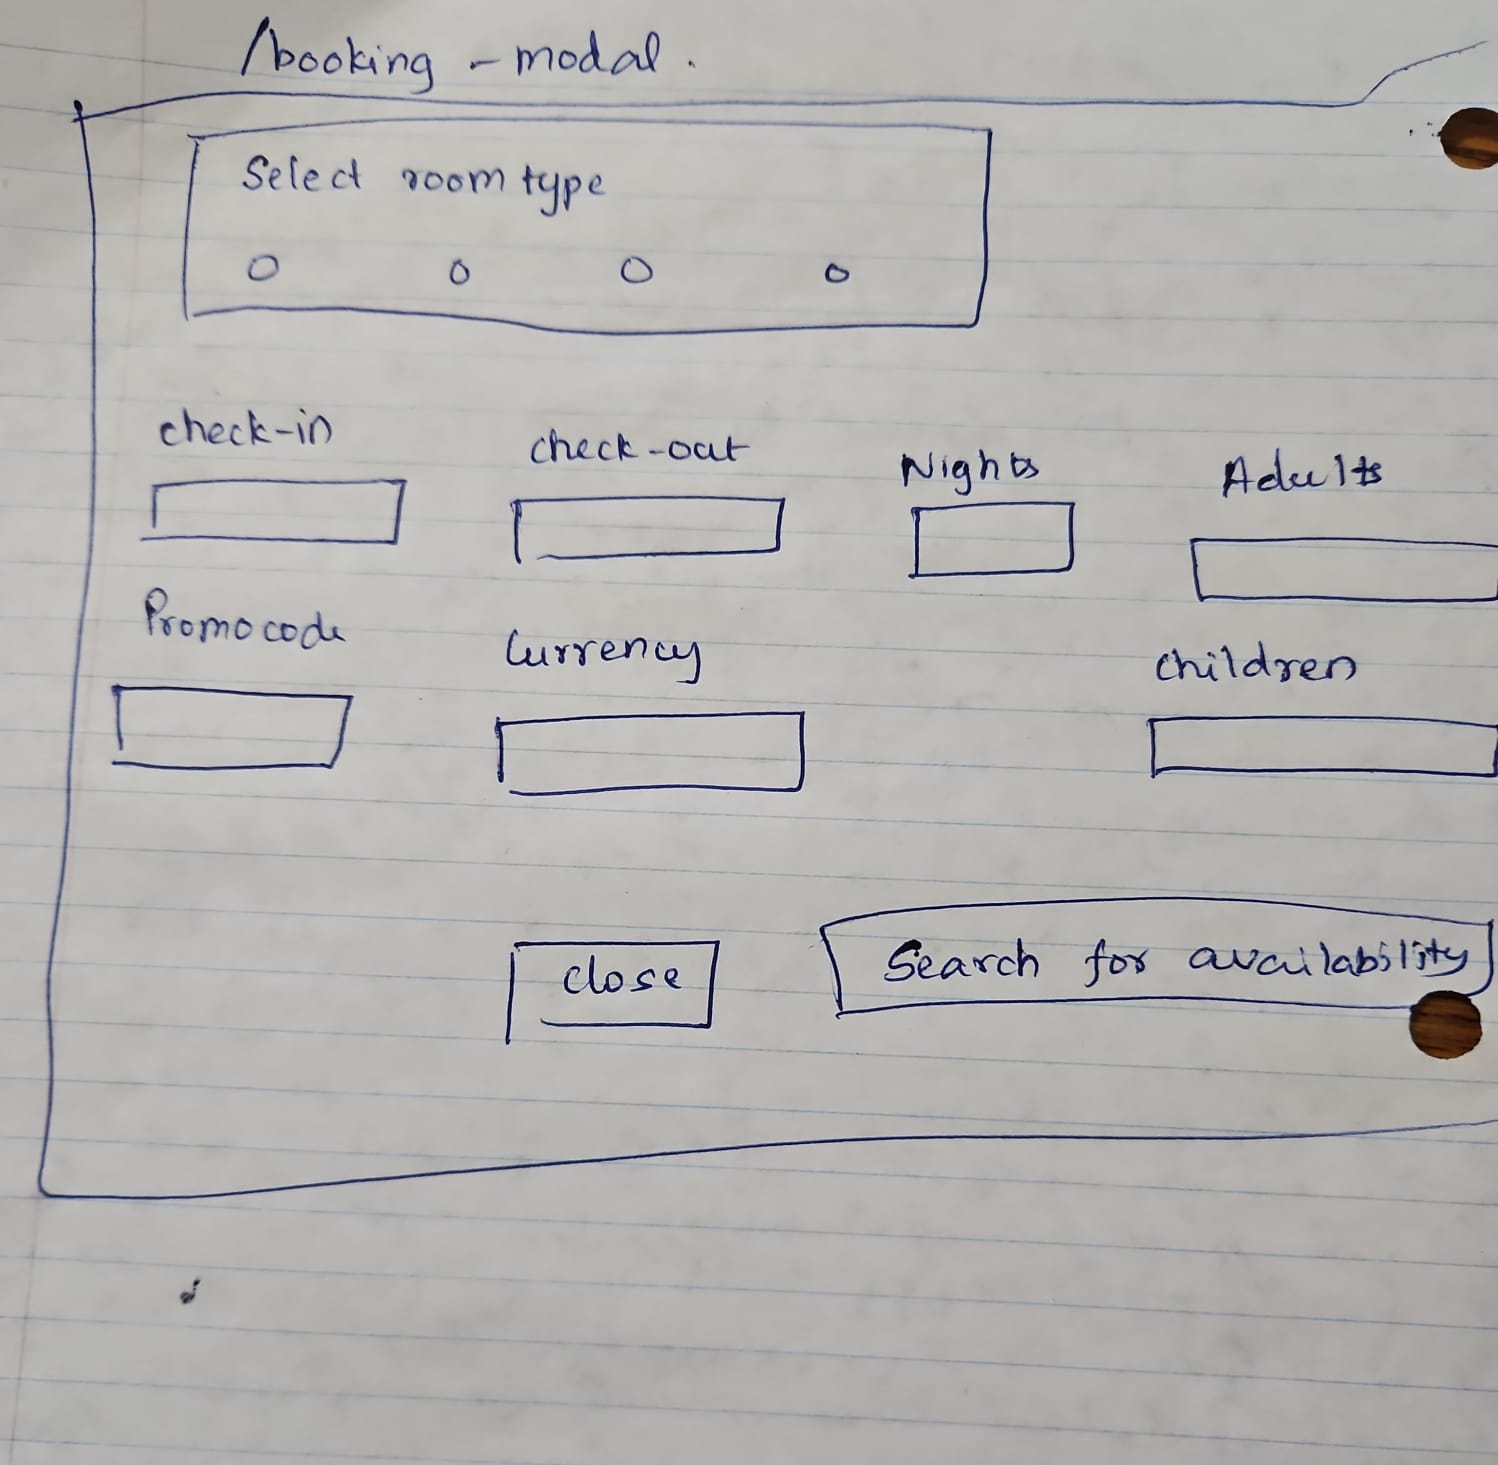 /booking - modal.
Select room type
check-in check-out Nights Adults
Promocode Currency children
close Search for availability